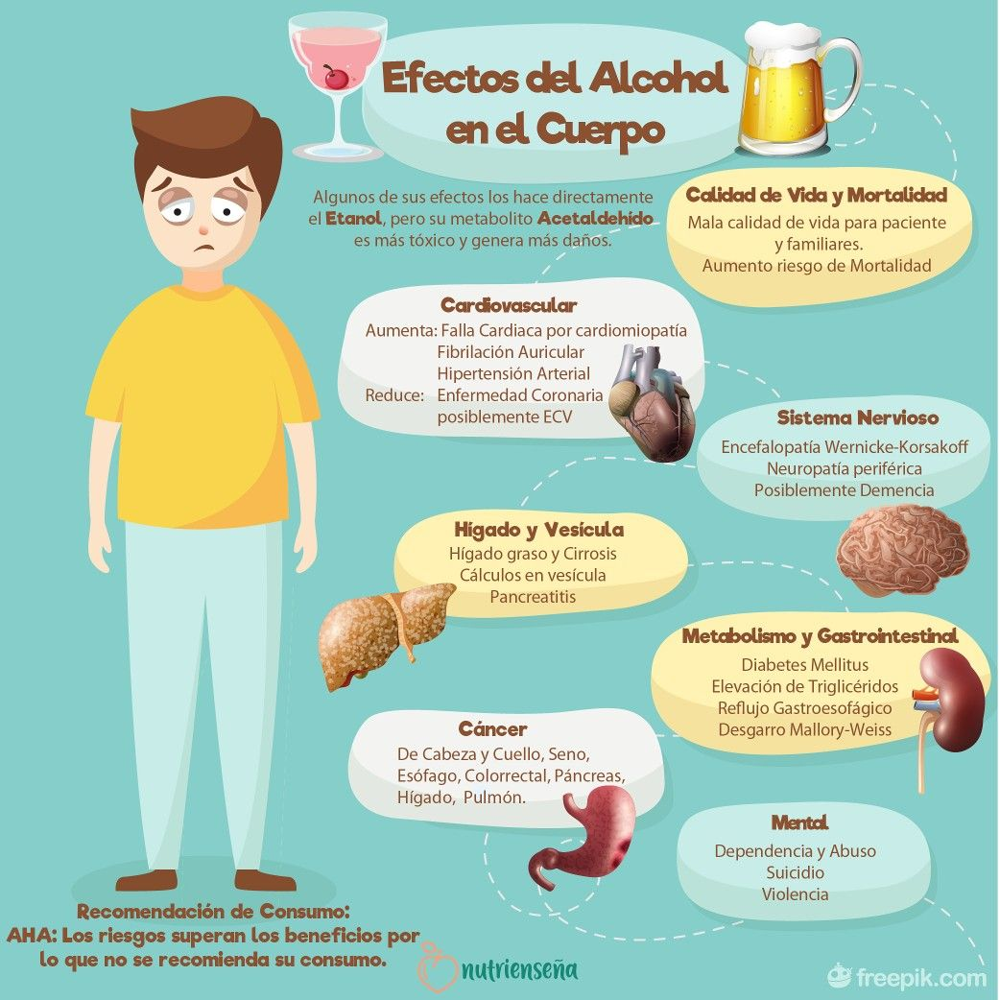 Efectos del Alcohol
en el Cuerpo
Algunos de sus efectos los hace directamente
el Etanol, pero su metabolito Acetaldehído
es más tóxico y genera más daños.
Calidad de Vida y Mortalidad
Mala calidad de vida para paciente
y familiares.
Aumento riesgo de Mortalidad
Cardiovascular
Aumenta: Falla Cardiaca por cardiomiopatía
Fibrilación Auricular
Hipertensión Arterial
Reduce: Enfermedad Coronaria
posiblemente ECV
Sistema Nervioso
Encefalopatía Wernicke-Korsakoff
Neuropatía periférica
Posiblemente Demencia
Hígado y Vesícula
Hígado graso y Cirrosis
Cálculos en vesícula
Pancreatitis
Metabolismo y Gastrointestinal
Diabetes Mellitus
Elevación de Triglicéridos
Reflujo Gastroesofágico
Desgarro Mallory-Weiss
Cáncer
De Cabeza y Cuello, Seno,
Esófago, Colorrectal, Páncreas,
Hígado, Pulmón.
Mental
Dependencia y Abuso
Suicidio
Violencia
Recomendación de Consumo:
AHA: Los riesgos superan los beneficios por
lo que no se recomienda su consumo.
nutrienseña
freepik.com